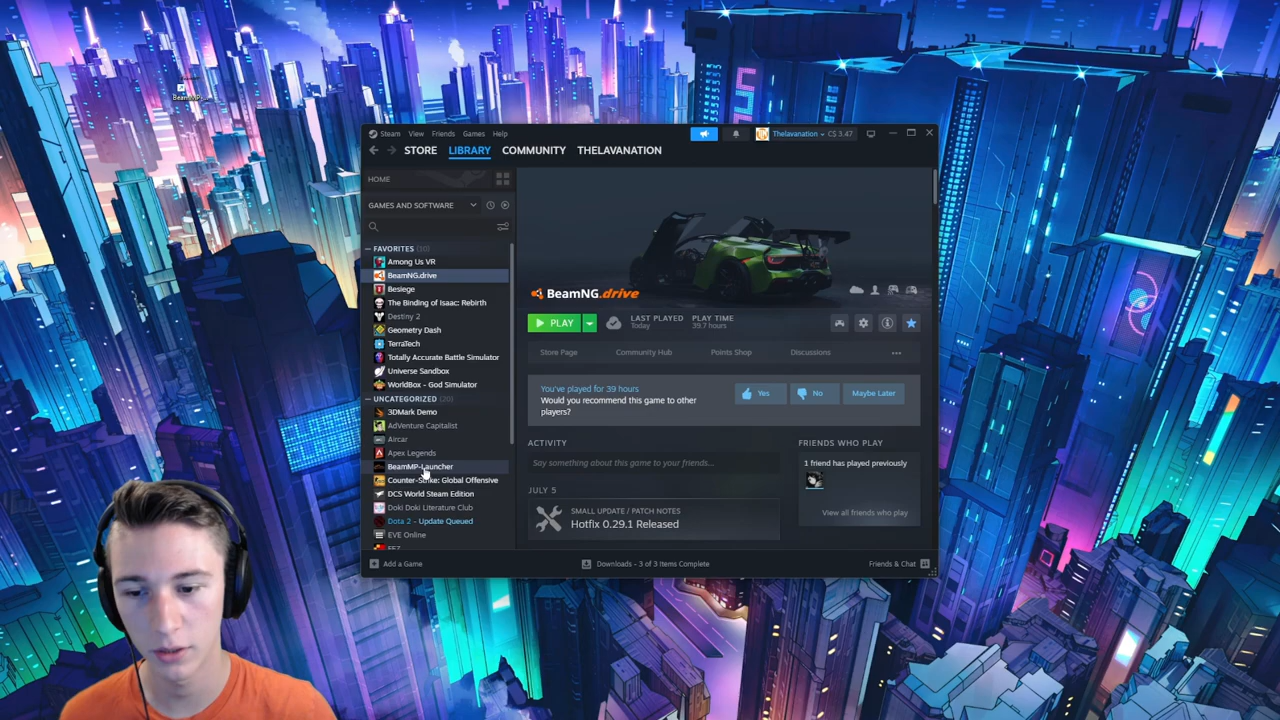 BeamMP-...
Steam View Friends Games Help
Thelavanation C$ 3.47
STORE LIBRARY COMMUNITY THELAVANATION
HOME
GAMES AND SOFTWARE
FAVORITES (10)
Among Us VR
BeamNG.drive
Besiege
The Binding of Isaac: Rebirth
Destiny 2
Geometry Dash
TerraTech
Totally Accurate Battle Simulator
Universe Sandbox
WorldBox - God Simulator
UNCATEGORIZED (20)
3DMark Demo
AdVenture Capitalist
Aircar
Apex Legends
BeamMP-Launcher
Counter-Strike: Global Offensive
DCS World Steam Edition
Doki Doki Literature Club
Dota 2 - Update Queued
EVE Online
BeamNG.drive
PLAY
LAST PLAYED
Today
PLAY TIME
39.7 hours
Store Page Community Hub Points Shop Discussions
You've played for 39 hours
Would you recommend this game to other
players?
Yes No Maybe Later
ACTIVITY
Say something about this game to your friends...
JULY 5
SMALL UPDATE / PATCH NOTES
Hotfix 0.29.1 Released
FRIENDS WHO PLAY
1 friend has played previously
View all friends who play
Add a Game
Downloads - 3 of 3 Items Complete
Friends & Chat